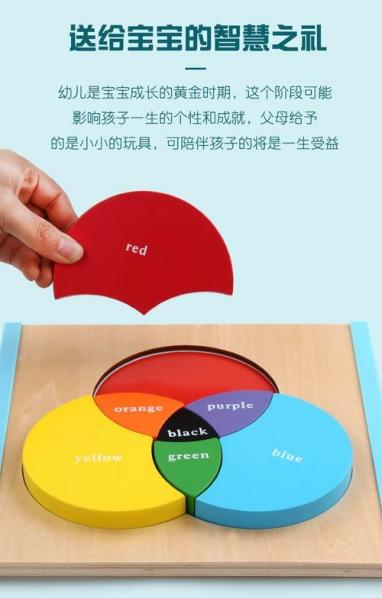 送给宝宝的智慧之礼
幼儿是宝宝成长的黄金时期，这个阶段可能
影响孩子一生的个性和成就，父母给予
的是小小的玩具，可陪伴孩子的将是一生受益
red
orange
purple
black
yellow
green
blue